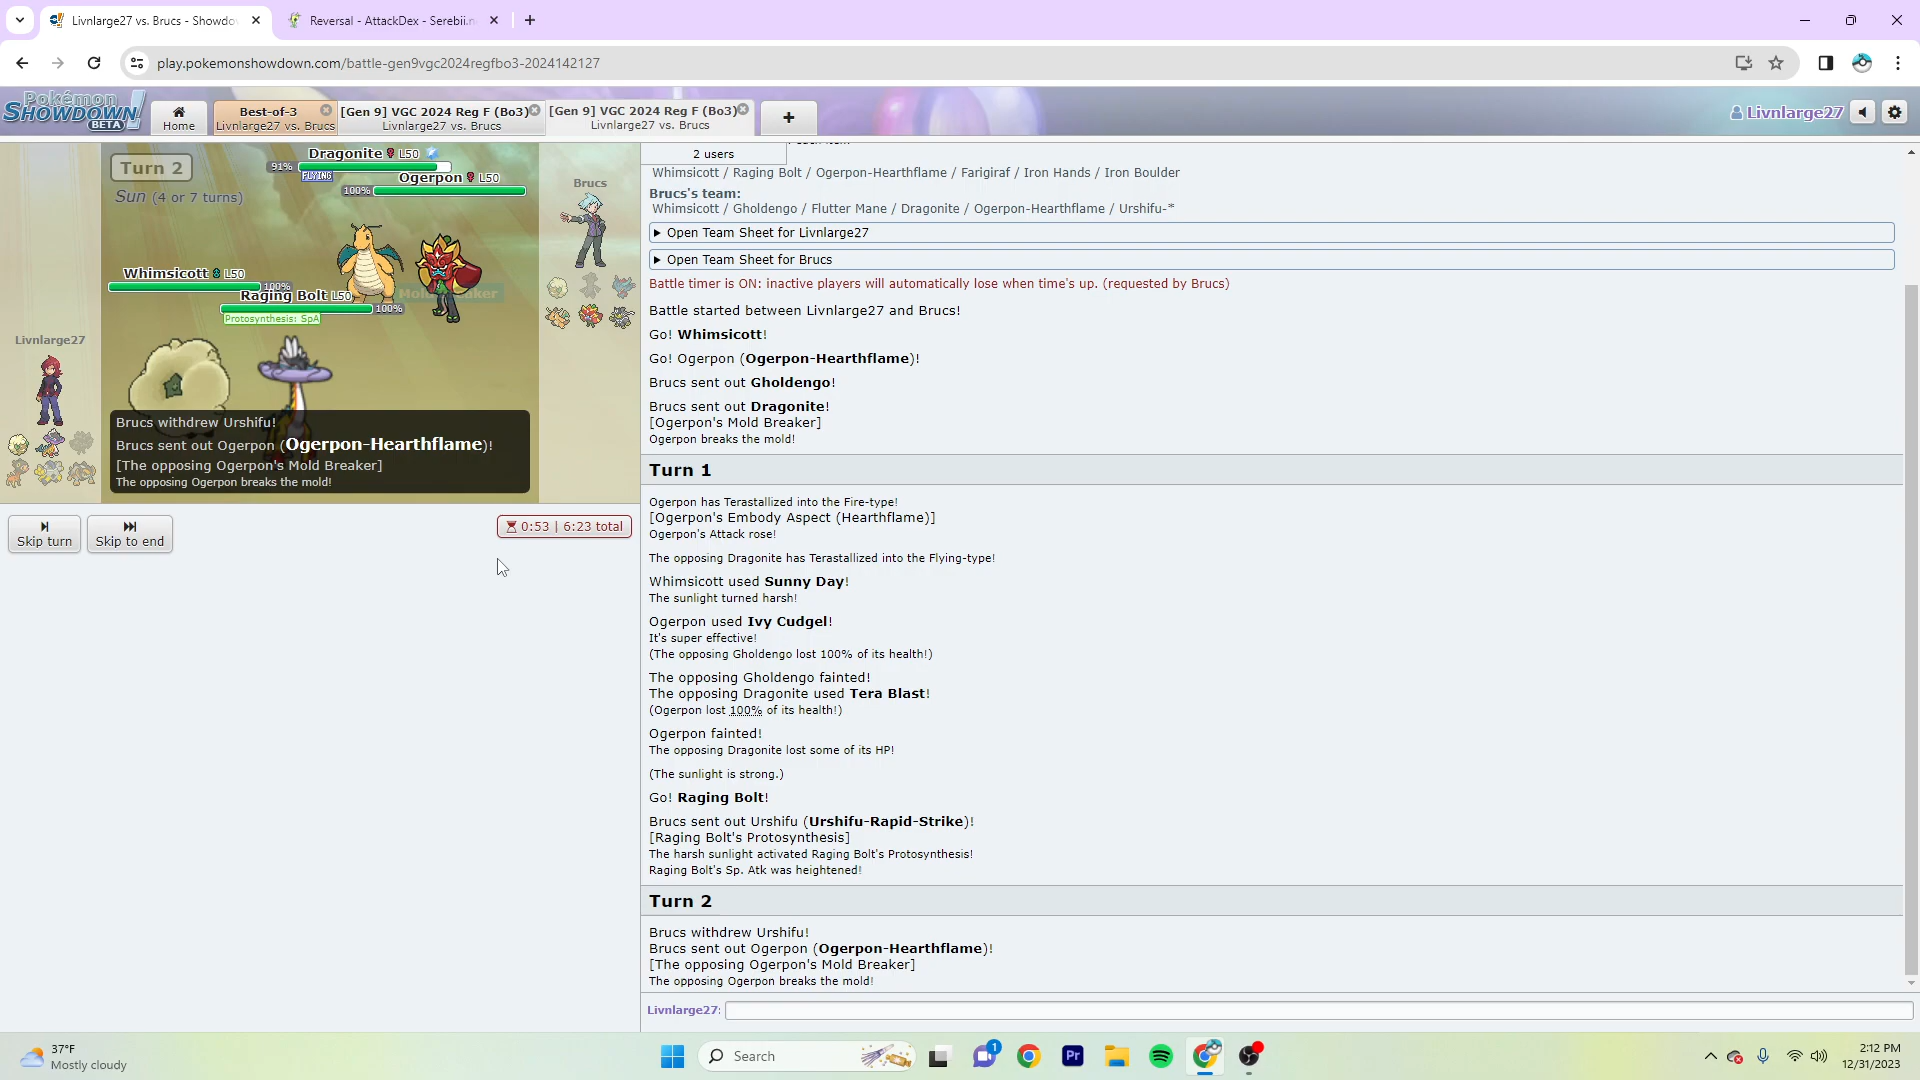 Livnlarge27 vs. Brucs - Showdo
Reversal - AttackDex - Serebii.n
play.pokemonshowdown.com/battle-gen9vgc2024regfbo3-2024142127
Pokémon
SHOWDOWN!
BETA
Home
Best-of-3
Livnlarge27 vs. Brucs
[Gen 9] VGC 2024 Reg F (Bo3)
Livnlarge27 vs. Brucs
[Gen 9] VGC 2024 Reg F (Bo3)
Livnlarge27 vs. Brucs
Livnlarge27
Turn 2
Sun (4 or 7 turns)
Dragonite L50
91%
FLYING
Ogerpon L50
100%
Brucs
Whimsicott L50
100%
Raging Bolt L50
100%
Protosynthesis: SpA
Livnlarge27
Brucs withdrew Urshifu!
Brucs sent out Ogerpon (Ogerpon-Hearthflame)!
[The opposing Ogerpon's Mold Breaker]
The opposing Ogerpon breaks the mold!
Skip turn
Skip to end
0:53 | 6:23 total
2 users
Whimsicott / Raging Bolt / Ogerpon-Hearthflame / Farigiraf / Iron Hands / Iron Boulder
Brucs's team:
Whimsicott / Gholdengo / Flutter Mane / Dragonite / Ogerpon-Hearthflame / Urshifu-*
Open Team Sheet for Livnlarge27
Open Team Sheet for Brucs
Battle timer is ON: inactive players will automatically lose when time's up. (requested by Brucs)
Battle started between Livnlarge27 and Brucs!
Go! Whimsicott!
Go! Ogerpon (Ogerpon-Hearthflame)!
Brucs sent out Gholdengo!
Brucs sent out Dragonite!
[Ogerpon's Mold Breaker]
Ogerpon breaks the mold!
Turn 1
Ogerpon has Terastallized into the Fire-type!
[Ogerpon's Embody Aspect (Hearthflame)]
Ogerpon's Attack rose!
The opposing Dragonite has Terastallized into the Flying-type!
Whimsicott used Sunny Day!
The sunlight turned harsh!
Ogerpon used Ivy Cudgel!
It's super effective!
(The opposing Gholdengo lost 100% of its health!)
The opposing Gholdengo fainted!
The opposing Dragonite used Tera Blast!
(Ogerpon lost 100% of its health!)
Ogerpon fainted!
The opposing Dragonite lost some of its HP!
(The sunlight is strong.)
Go! Raging Bolt!
Brucs sent out Urshifu (Urshifu-Rapid-Strike)!
[Raging Bolt's Protosynthesis]
The harsh sunlight activated Raging Bolt's Protosynthesis!
Raging Bolt's Sp. Atk was heightened!
Turn 2
Brucs withdrew Urshifu!
Brucs sent out Ogerpon (Ogerpon-Hearthflame)!
[The opposing Ogerpon's Mold Breaker]
The opposing Ogerpon breaks the mold!
Livnlarge27:
37°F
Mostly cloudy
Search
1
Pr
2:12 PM
12/31/2023